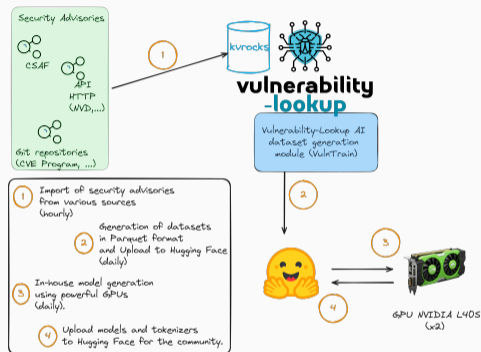 Security Advisories
CSAF
API
HTTP
(NVD,...)
Git repositories
(CVE Program, ...)
1
kvrocks
vulnerability
-lookup
Vulnerability-Lookup AI
dataset generation
module (VulnTrain)
2
3
4
GPU NVIDIA L40S
(x2)
1
Import of security advisories
from various sources
(hourly)
2
Generation of datasets
in Parquet format
and Upload to Hugging Face
(daily)
3
In-house model generation
using powerful GPUs
(daily).
4
Upload models and tokenizers
to Hugging Face for the community.